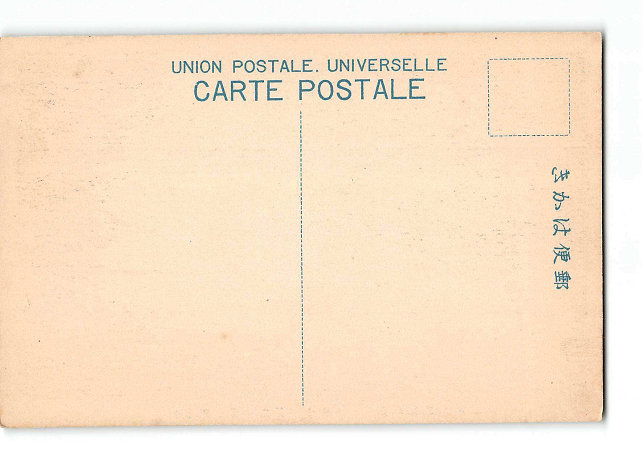 UNION POSTALE. UNIVERSELLE
CARTE POSTALE
きかは便郵